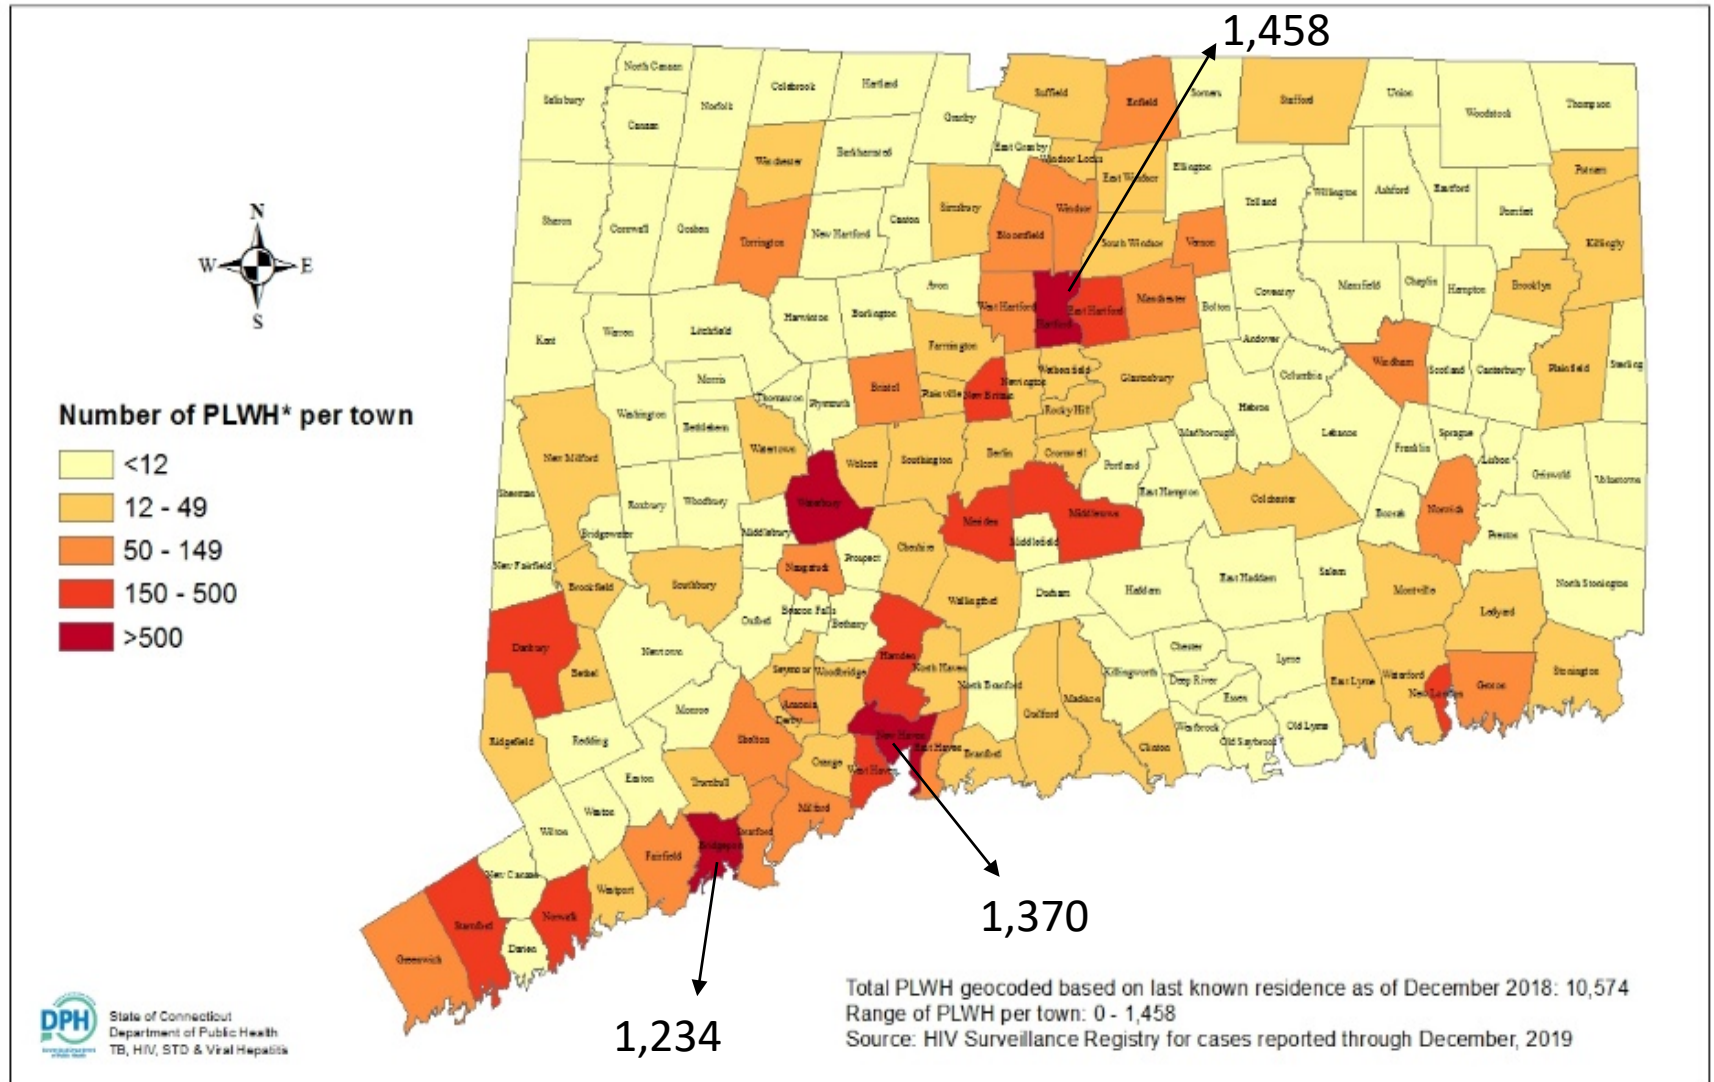 1,458
North Canaan
Salisbury
Canaan
Norfolk
Colebrook
Hartland
Granby
Suffield
Enfield
Somers
Stafford
Union
Woodstock
Thompson
Winchester
Barkhamsted
East Granby
Windsor Locks
East Windsor
Ellington
Willington
Ashford
Eastford
Putnam
Pomfret
Sharon
Cornwall
Goshen
Torrington
New Hartford
Canton
Simsbury
Bloomfield
Windsor
South Windsor
Vernon
Tolland
Killingly
N
W
E
S
Kent
Warren
Litchfield
Harwinton
Burlington
Avon
West Hartford
Hartford
East Hartford
Manchester
Bolton
Coventry
Mansfield
Chaplin
Hampton
Brooklyn
Farmington
Andover
Morris
Bristol
Plainville
New Britain
Newington
Wethersfield
Glastonbury
Columbia
Windham
Scotland
Canterbury
Plainfield
Sterling
Number of PLWH* per town
<12
12 - 49
50 - 149
150 - 500
>500
Washington
Bethlehem
Thomaston
Plymouth
Rocky Hill
Hebron
Marlborough
Lebanon
Franklin
Sprague
Lisbon
Griswold
Voluntown
New Milford
Watertown
Wolcott
Southington
Berlin
Cromwell
Portland
East Hampton
Colchester
Sherman
Roxbury
Woodbury
Waterbury
Bridgewater
Middlebury
Meriden
Middletown
Middlefield
Bozrah
Norwich
Preston
New Fairfield
Brookfield
Southbury
Naugatuck
Prospect
Cheshire
Wallingford
Durham
Haddam
East Haddam
Salem
Montville
Ledyard
North Stonington
Danbury
Bethel
Newtown
Oxford
Beacon Falls
Bethany
Hamden
North Haven
Seymour
Woodbridge
North Branford
Guilford
Madison
Killingworth
Chester
Deep River
Essex
Lyme
East Lyme
Waterford
New London
Groton
Stonington
Ridgefield
Redding
Monroe
Shelton
Ansonia
Derby
Orange
New Haven
West Haven
East Haven
Branford
Clinton
Westbrook
Old Saybrook
Old Lyme
Easton
Trumbull
Weston
Wilton
Milford
Stratford
Bridgeport
Fairfield
Westport
New Canaan
Norwalk
Stamford
Darien
Greenwich
1,370
1,234
DPH
State of Connecticut
Department of Public Health
TB, HIV, STD & Viral Hepatitis
Total PLWH geocoded based on last known residence as of December 2018: 10,574
Range of PLWH per town: 0 - 1,458
Source: HIV Surveillance Registry for cases reported through December, 2019